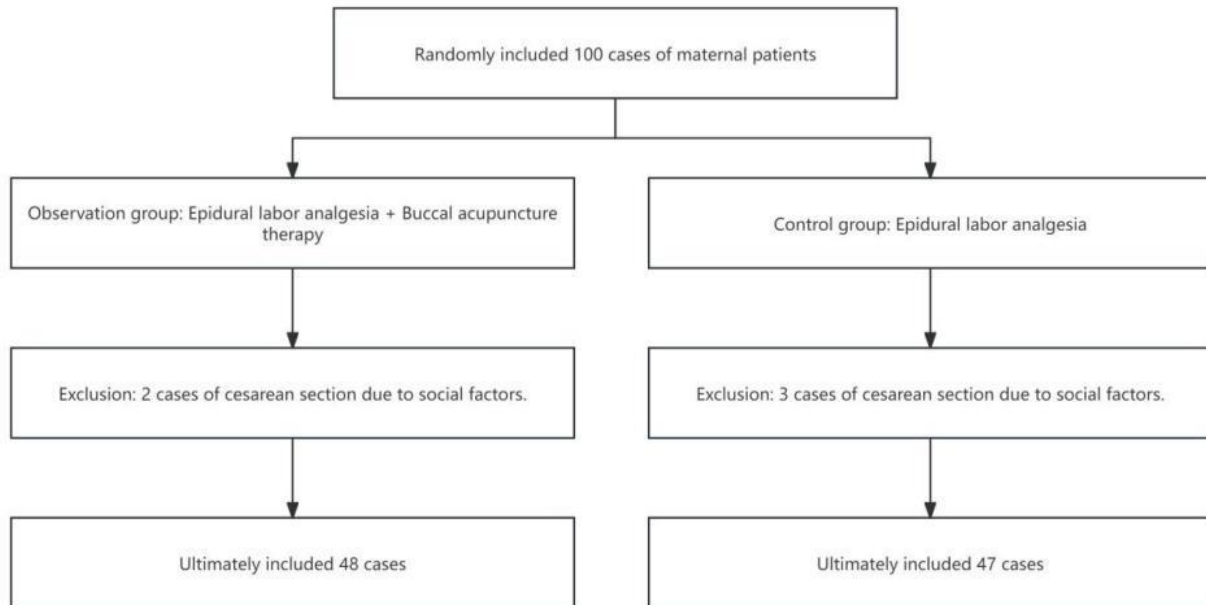 Randomly included 100 cases of maternal patients
Observation group: Epidural labor analgesia + Buccal acupuncture
therapy
Control group: Epidural labor analgesia
Exclusion: 2 cases of cesarean section due to social factors.
Exclusion: 3 cases of cesarean section due to social factors.
Ultimately included 48 cases
Ultimately included 47 cases